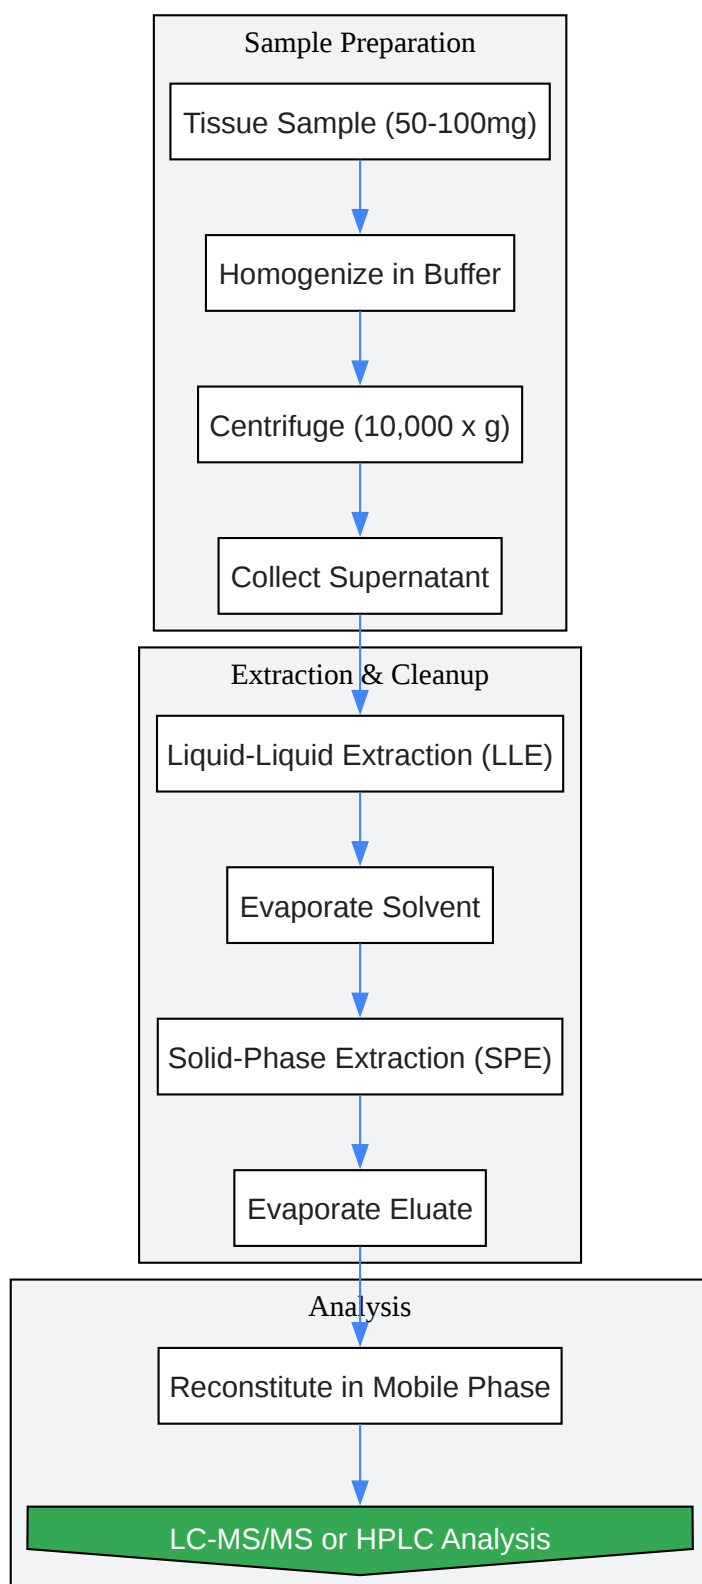 Sample Preparation
Tissue Sample (50-100mg)
Homogenize in Buffer
Centrifuge (10,000 x g)
Collect Supernatant
Extraction & Cleanup
Liquid-Liquid Extraction (LLE)
Evaporate Solvent
Solid-Phase Extraction (SPE)
Evaporate Eluate
Analysis
Reconstitute in Mobile Phase
LC-MS/MS or HPLC Analysis